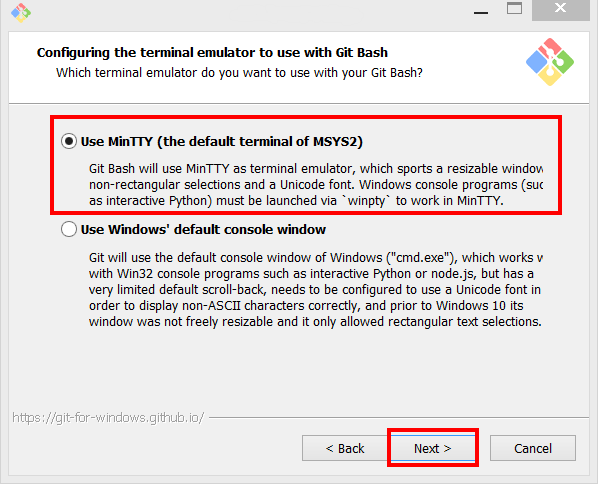 Configuring the terminal emulator to use with Git Bash
Which terminal emulator do you want to use with your Git Bash?
Use MinTTY (the default terminal of MSYS2)
Git Bash will use MinTTY as terminal emulator, which sports a resizable window
non-rectangular selections and a Unicode font. Windows console programs (suc
as interactive Python) must be launched via `winpty` to work in MinTTY.
Use Windows' default console window
Git will use the default console window of Windows ("cmd.exe"), which works w
with Win32 console programs such as interactive Python or node.js, but has a
very limited default scroll-back, needs to be configured to use a Unicode font in
order to display non-ASCII characters correctly, and prior to Windows 10 its
window was not freely resizable and it only allowed rectangular text selections.
https://git-for-windows.github.io/
< Back
Next >
Cancel